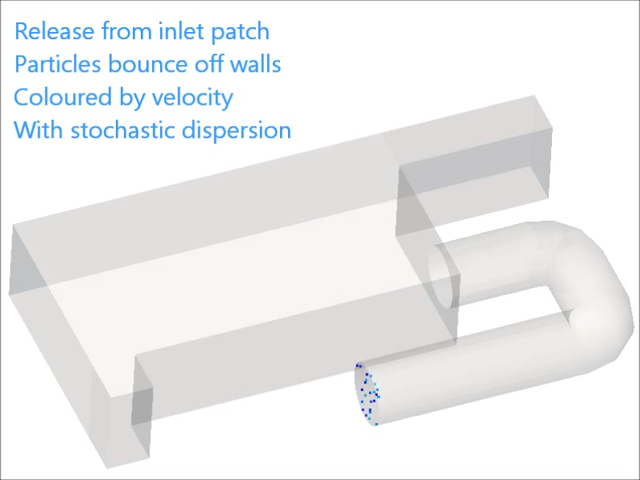 Release from inlet patch
Particles bounce off walls
Coloured by velocity
With stochastic dispersion